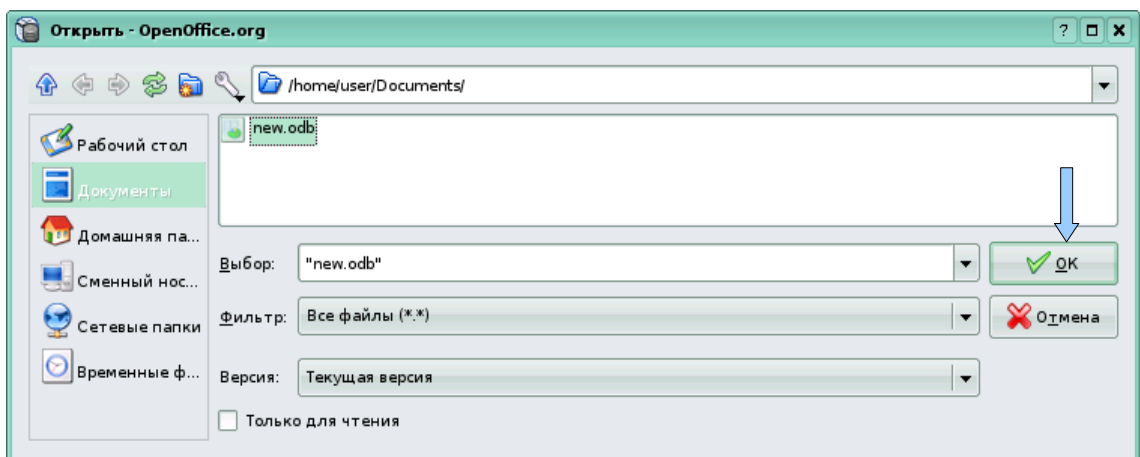 Открыть - OpenOffice.org
?
/home/user/Documents/
Рабочий стол
Документы
Домашняя па...
Сменный нос...
Сетевые папки
Временные ф...
new.odb
Выбор:
"new.odb"
OK
Фильтр:
Все файлы (*.*)
Отмена
Версия:
Текущая версия
Только для чтения